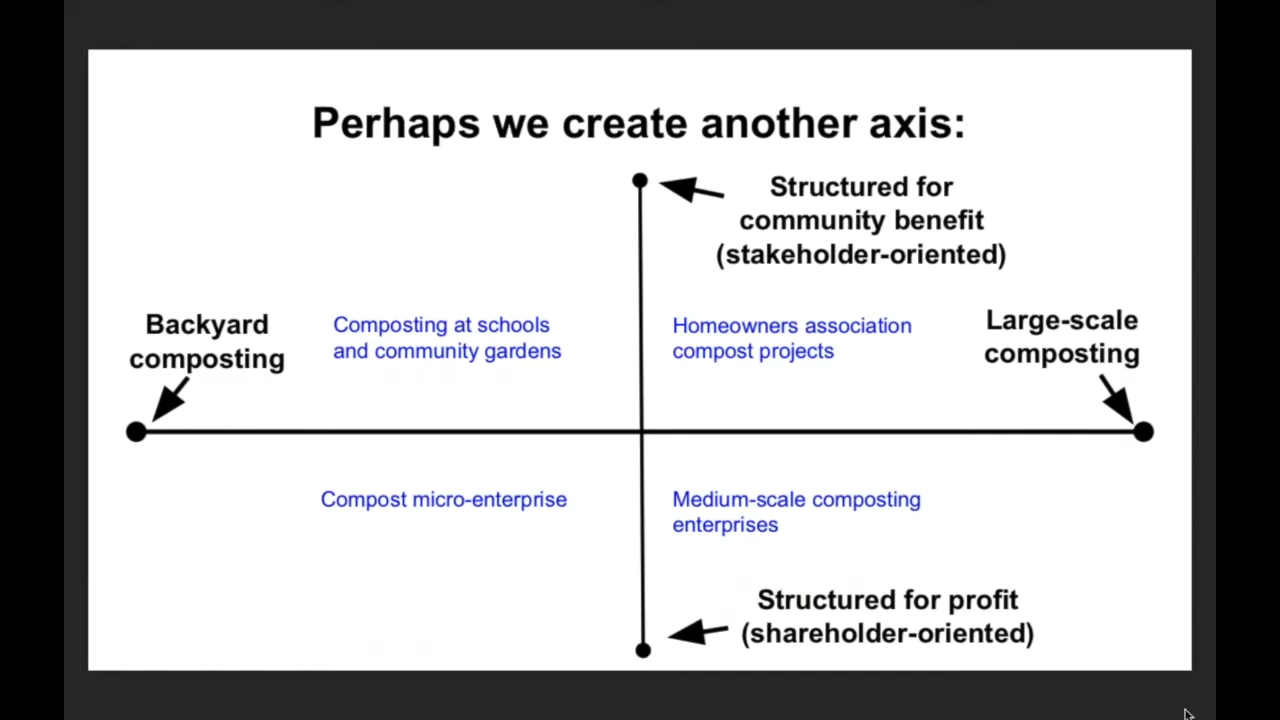 Perhaps we create another axis:
Structured for
community benefit
(stakeholder-oriented)
Backyard
composting
Composting at schools
and community gardens
Homeowners association
compost projects
Large-scale
composting
Compost micro-enterprise
Medium-scale composting
enterprises
Structured for profit
(shareholder-oriented)